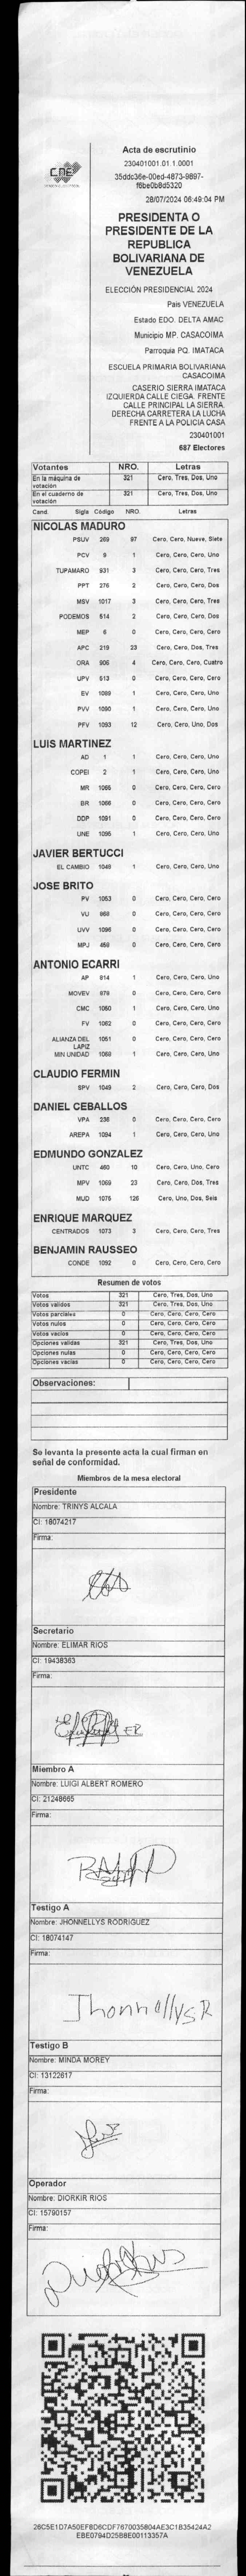 CNE
Acta de escrutinio
230401001.01.1.0001
35ddc36e-00ed-4873-9897-
f6be0b8d5320
28/07/2024 06:49:04 PM
PRESIDENTA O
PRESIDENTE DE LA
REPUBLICA
BOLIVARIANA DE
VENEZUELA
ELECCIÓN PRESIDENCIAL 2024
Pais VENEZUELA
Estado EDO. DELTA AMAC
Municipio MP. CASACOIMA
Parroquia PQ. IMATACA
ESCUELA PRIMARIA BOLIVARIANA
CASACOIMA
CASERIO SIERRA IMATACA
IZQUIERDA CALLE CIEGA. FRENTE
CALLE PRINCIPAL LA SIERRA.
DERECHA CARRETERA LA LUCHA
FRENTE A LA POLICIA CASA
230401001
687 Electores
Votantes NRO. Letras
En la máquina de votación 321 Cero, Tres, Dos, Uno
En el cuaderno de votación 321 Cero, Tres, Dos, Uno
Cand. Sigla Código NRO. Letras
NICOLAS MADURO
PSUV 269 97 Cero, Cero, Nueve, Siete
PCV 9 1 Cero, Cero, Cero, Uno
TUPAMARO 931 3 Cero, Cero, Cero, Tres
PPT 276 2 Cero, Cero, Cero, Dos
MSV 1017 3 Cero, Cero, Cero, Tres
PODEMOS 514 2 Cero, Cero, Cero, Dos
MEP 6 0 Cero, Cero, Cero, Cero
APC 219 23 Cero, Cero, Dos, Tres
ORA 906 4 Cero, Cero, Cero, Cuatro
UPV 513 0 Cero, Cero, Cero, Cero
EV 1089 1 Cero, Cero, Cero, Uno
PVV 1090 1 Cero, Cero, Cero, Uno
PFV 1093 12 Cero, Cero, Uno, Dos
LUIS MARTINEZ
AD 1 1 Cero, Cero, Cero, Uno
COPEI 2 1 Cero, Cero, Cero, Uno
MR 1065 0 Cero, Cero, Cero, Cero
BR 1066 0 Cero, Cero, Cero, Cero
DDP 1091 0 Cero, Cero, Cero, Cero
UNE 1095 1 Cero, Cero, Cero, Uno
JAVIER BERTUCCI
EL CAMBIO 1048 1 Cero, Cero, Cero, Uno
JOSE BRITO
PV 1053 0 Cero, Cero, Cero, Cero
VU 968 0 Cero, Cero, Cero, Cero
UVV 1096 0 Cero, Cero, Cero, Cero
MPJ 459 0 Cero, Cero, Cero, Cero
ANTONIO ECARRI
AP 814 1 Cero, Cero, Cero, Uno
MOVEV 879 0 Cero, Cero, Cero, Cero
CMC 1050 1 Cero, Cero, Cero, Uno
FV 1062 0 Cero, Cero, Cero, Cero
ALIANZA DEL LAPIZ 1051 0 Cero, Cero, Cero, Cero
MIN UNIDAD 1058 1 Cero, Cero, Cero, Uno
CLAUDIO FERMIN
SPV 1049 2 Cero, Cero, Cero, Dos
DANIEL CEBALLOS
VPA 236 0 Cero, Cero, Cero, Cero
AREPA 1094 1 Cero, Cero, Cero, Uno
EDMUNDO GONZALEZ
UNTC 460 10 Cero, Cero, Uno, Cero
MPV 1069 23 Cero, Cero, Dos, Tres
MUD 1076 126 Cero, Uno, Dos, Seis
ENRIQUE MARQUEZ
CENTRADOS 1073 3 Cero, Cero, Cero, Tres
BENJAMIN RAUSSEO
CONDE 1092 0 Cero, Cero, Cero, Cero
Resumen de votos
Votos 321 Cero, Tres, Dos, Uno
Votos validos 321 Cero, Tres, Dos, Uno
Votos parciales 0 Cero, Cero, Cero, Cero
Votos nulos 0 Cero, Cero, Cero, Cero
Votos vacios 0 Cero, Cero, Cero, Cero
Opciones validas 321 Cero, Tres, Dos, Uno
Opciones nulas 0 Cero, Cero, Cero, Cero
Opciones vacias 0 Cero, Cero, Cero, Cero
Observaciones:
Se levanta la presente acta la cual firman en
señal de conformidad.
Miembros de la mesa electoral
Presidente
Nombre: TRINYS ALCALA
CI: 18074217
Firma:
Secretario
Nombre: ELIMAR RIOS
CI: 19438363
Firma:
Miembro A
Nombre: LUIGI ALBERT ROMERO
CI: 21248665
Firma:
Testigo A
Nombre: JHONNELLYS RODRIGUEZ
CI: 18074147
Firma:
Jhonnellys R
Testigo B
Nombre: MINDA MOREY
CI: 13122617
Firma:
Operador
Nombre: DIORKIR RIOS
CI: 15790157
Firma:
26C5E1D7A50EFBD6CDF7670035804AE3C1B35424A2
EBE0794D25B8E00113357A